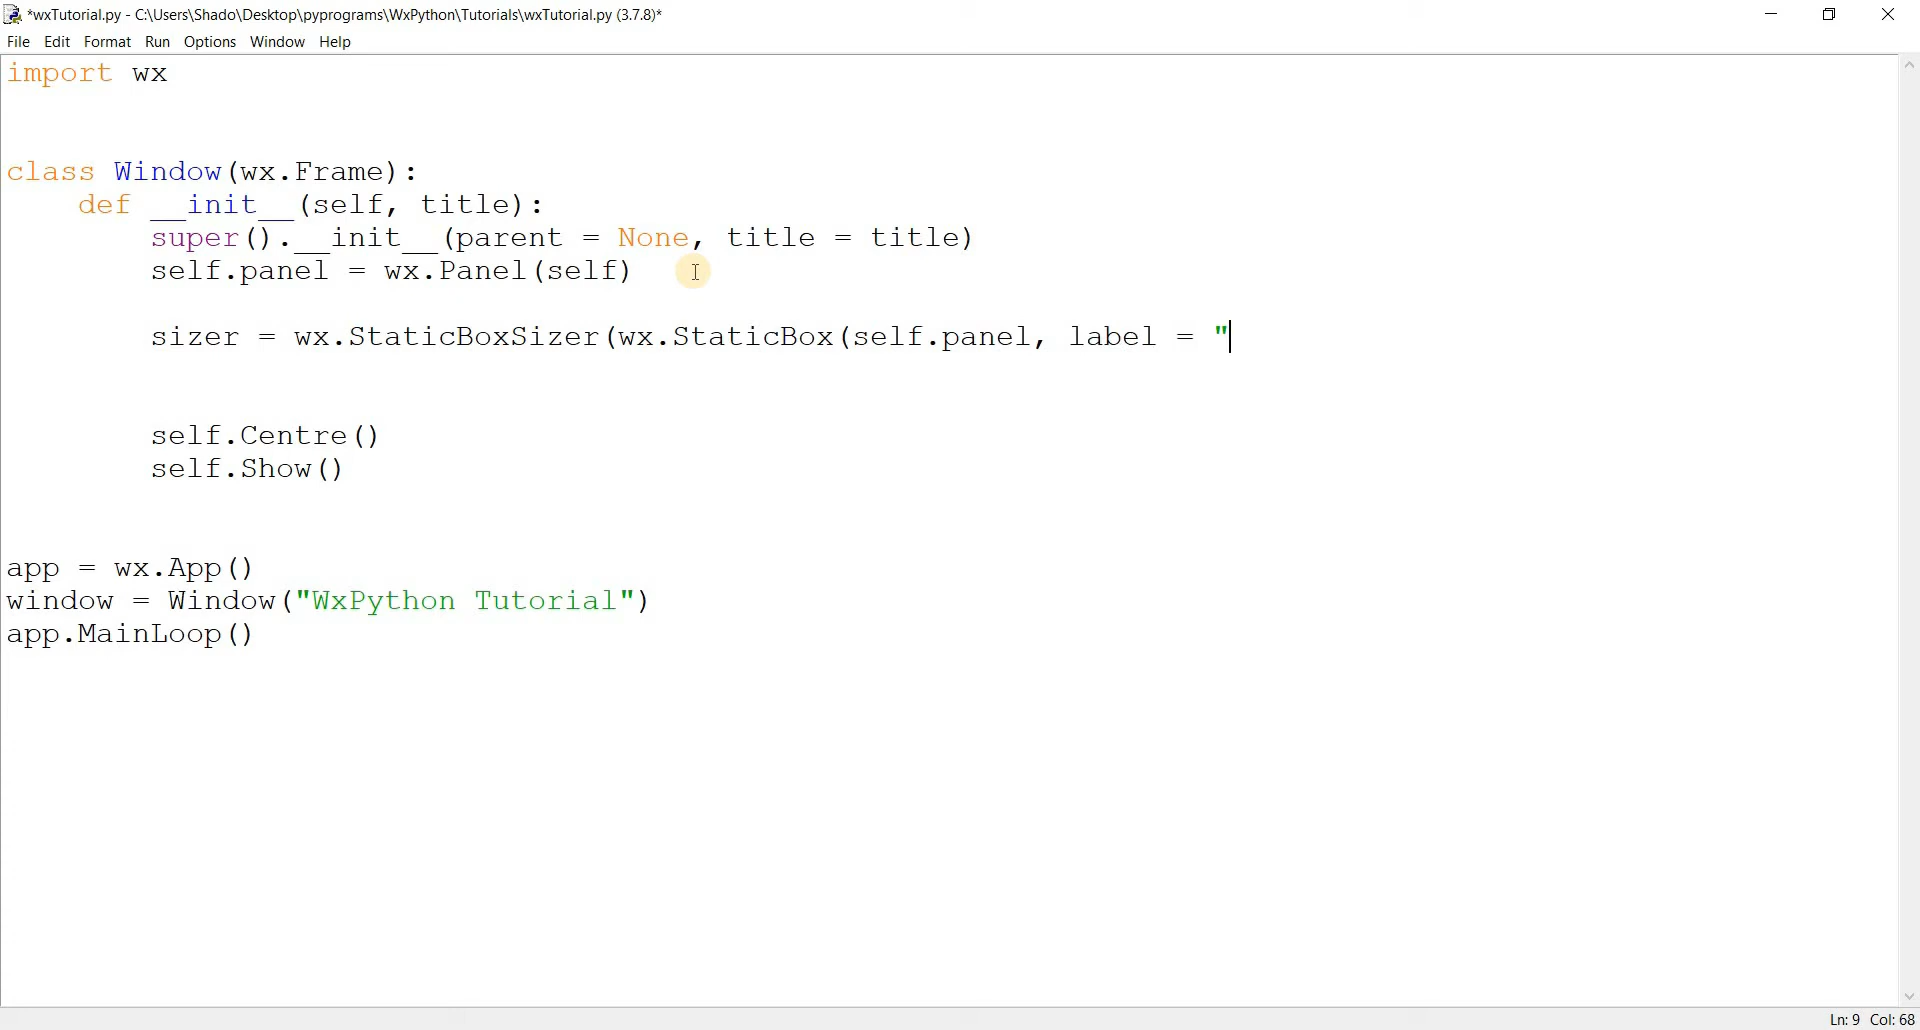 *wxTutorial.py - C:\Users\Shado\Desktop\pyprograms\WxPython\Tutorials\wxTutorial.py (3.7.8)*
File Edit Format Run Options Window Help
import wx
class Window(wx.Frame):
    def __init__(self, title):
        super().__init__(parent = None, title = title)
        self.panel = wx.Panel(self)
        sizer = wx.StaticBoxSizer(wx.StaticBox(self.panel, label = "
        self.Centre()
        self.Show()
app = wx.App()
window = Window("WxPython Tutorial")
app.MainLoop()
Ln: 9 Col: 68